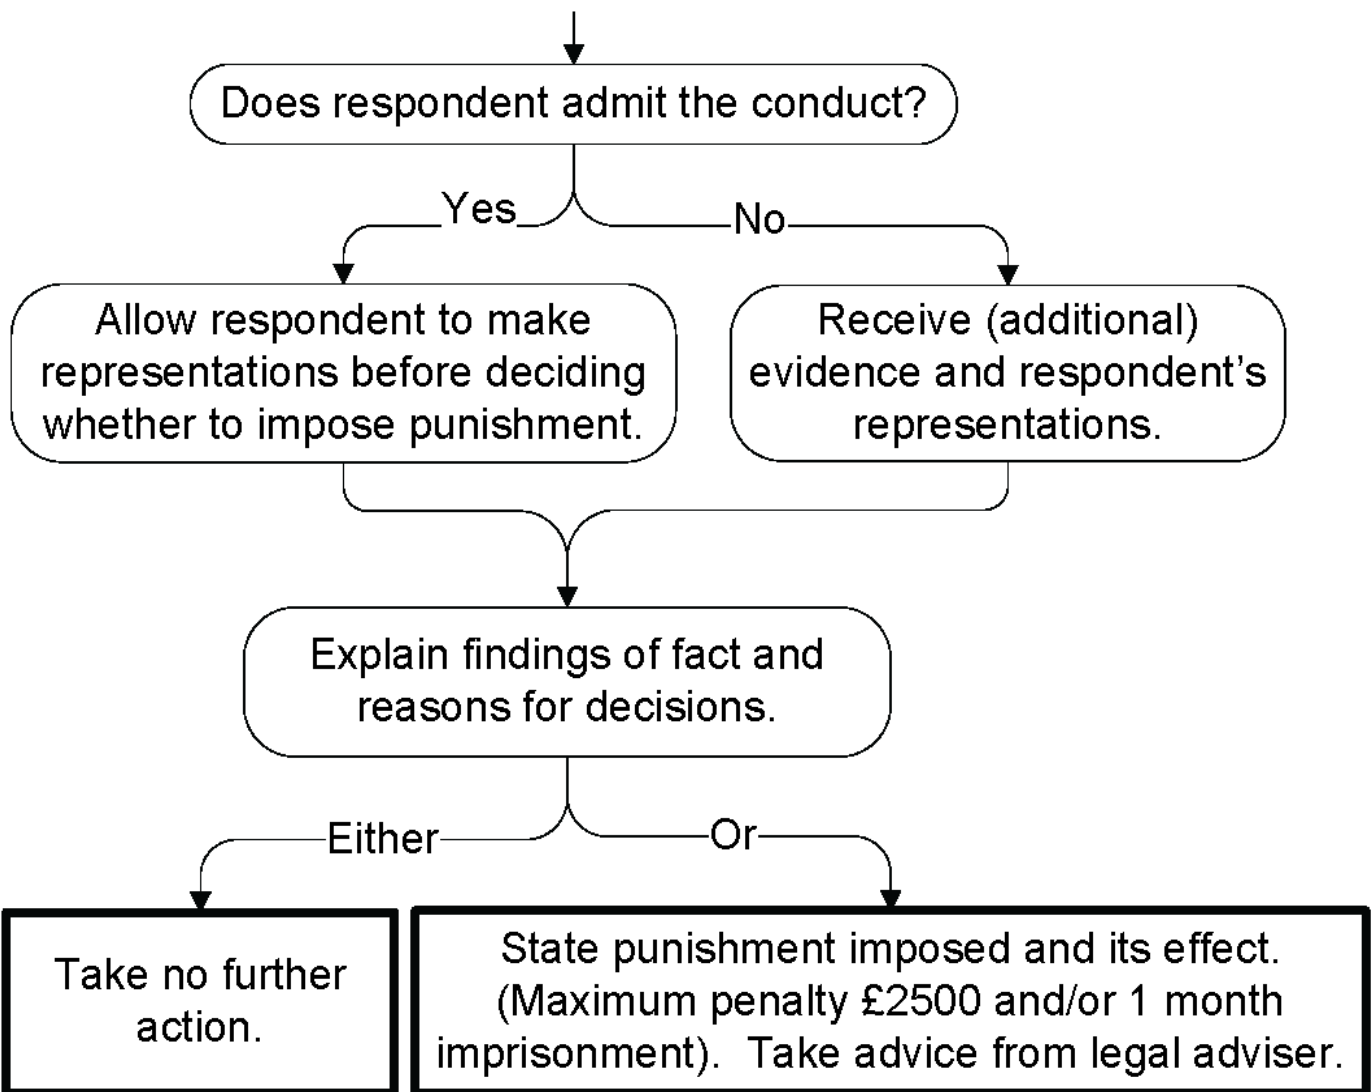 Does respondent admit the conduct?
Yes
No
Allow respondent to make
representations before deciding
whether to impose punishment.
Receive (additional)
evidence and respondent’s
representations.
Explain findings of fact and
reasons for decisions.
Either
Or
Take no further
action.
State punishment imposed and its effect.
(Maximum penalty £2500 and/or 1 month
imprisonment).  Take advice from legal adviser.